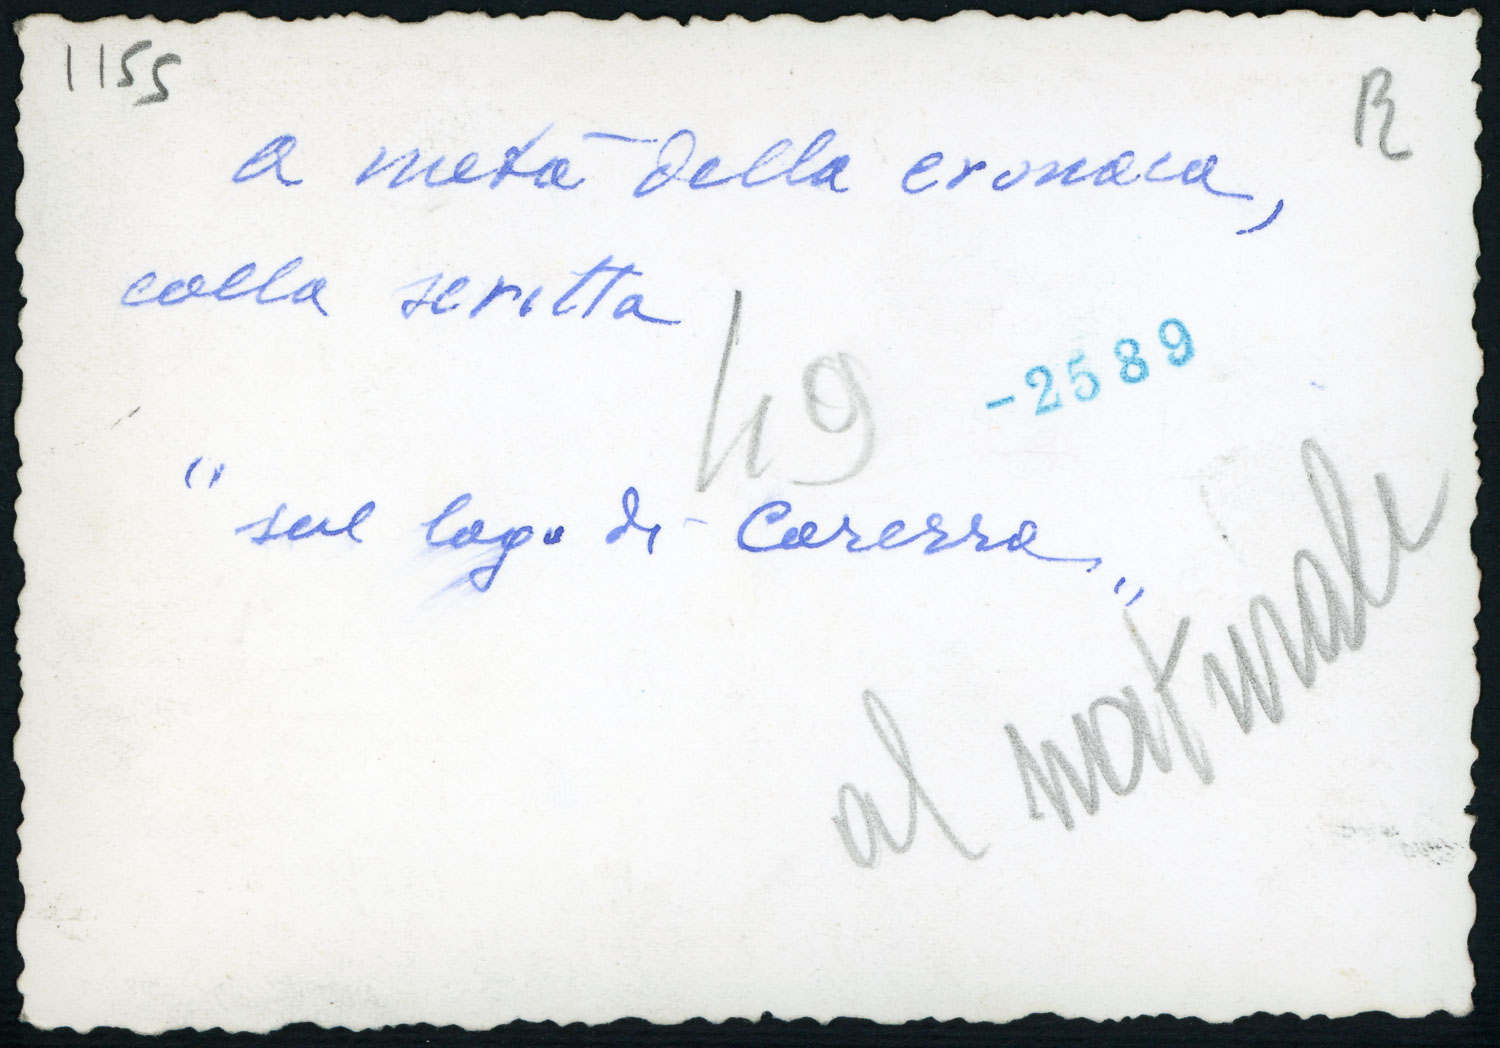 1155
R
a metà della cronaca,
colla scritta
49
-2589
"sul lago di Carezza"
al naturale